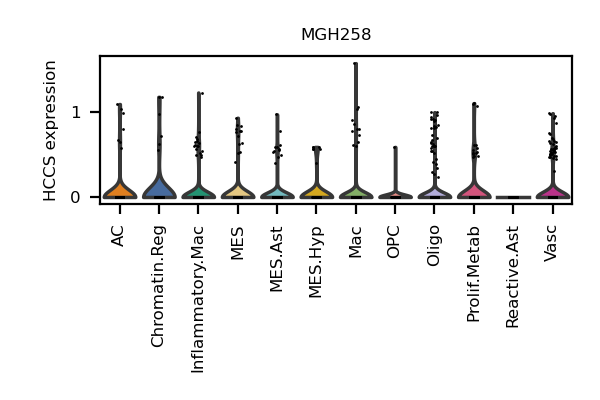 MGH258
HCCS expression
1
0
AC
Chromatin.Reg
Inflammatory.Mac
MES
MES.Ast
MES.Hyp
Mac
OPC
Oligo
Prolif.Metab
Reactive.Ast
Vasc